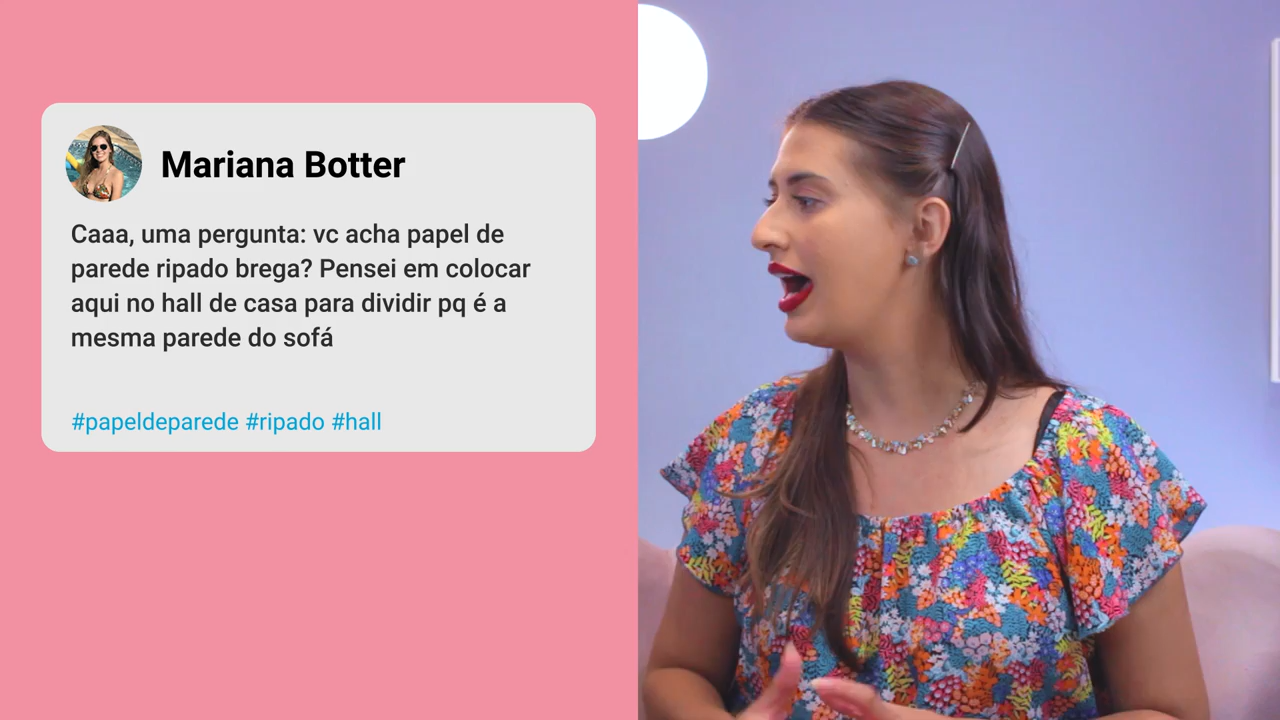 Mariana Botter
Caaa, uma pergunta: vc acha papel de
parede ripado brega? Pensei em colocar
aqui no hall de casa para dividir pq é a
mesma parede do sofá
#papeldeparede #ripado #hall